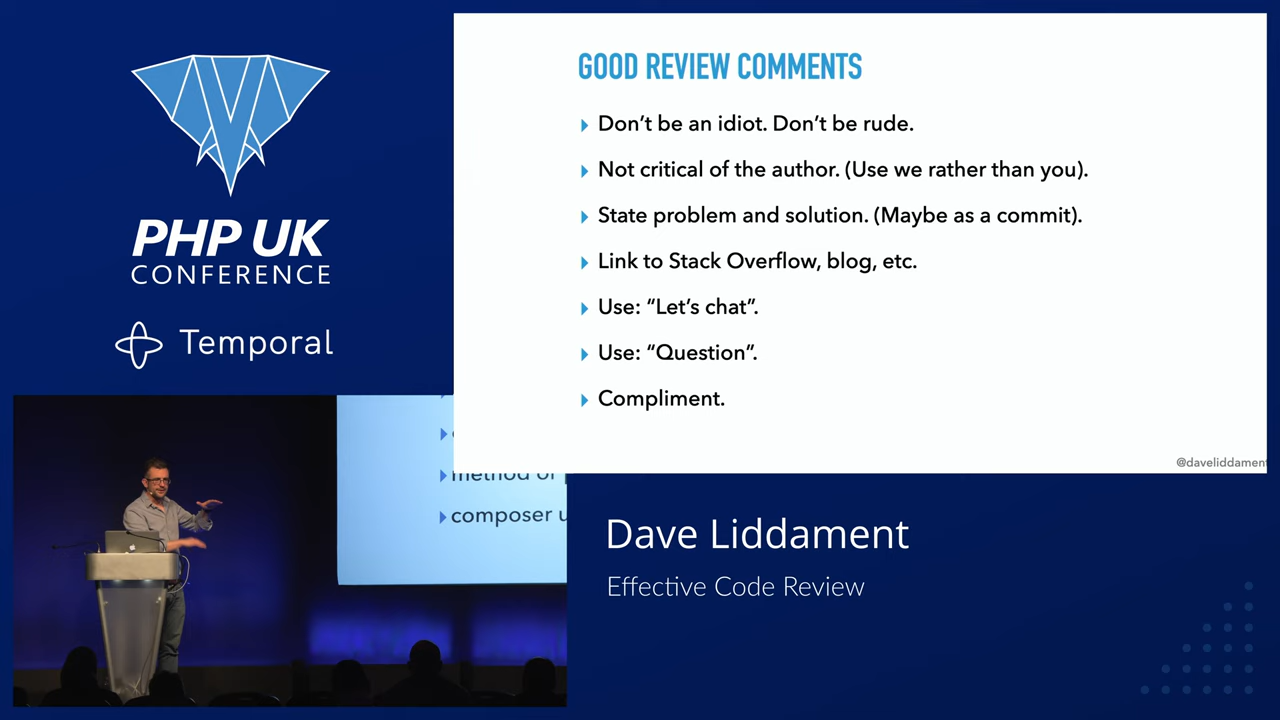 PHP UK
CONFERENCE
Temporal
GOOD REVIEW COMMENTS
Don’t be an idiot. Don’t be rude.
Not critical of the author. (Use we rather than you).
State problem and solution. (Maybe as a commit).
Link to Stack Overflow, blog, etc.
Use: “Let’s chat”.
Use: “Question”.
Compliment.
@daveliddament
method of
composer u
Dave Liddament
Effective Code Review